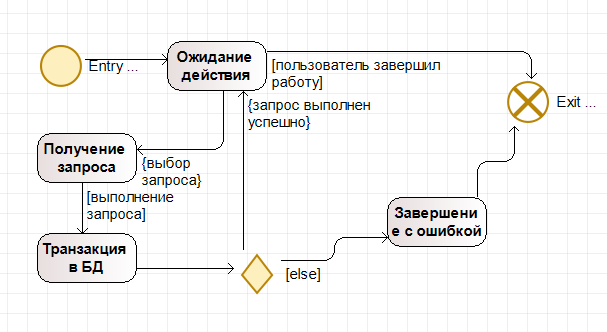 Entry ...
Ожидание
действия
[пользователь завершил
работу]
Exit ...
{запрос выполнен
успешно}
Получение
запроса
{выбор
запроса}
[выполнение
запроса]
Завершени
е с ошибкой
Транзакция
в БД
[else]